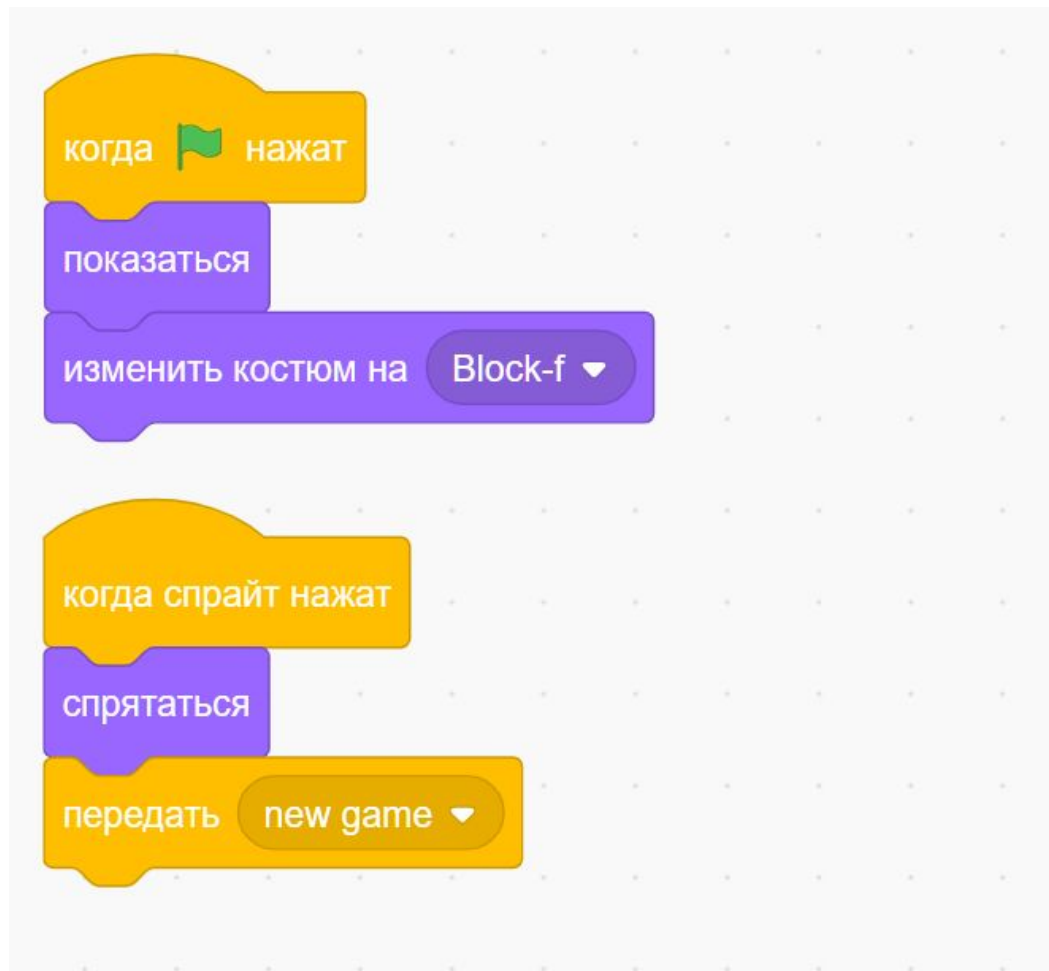 когда нажат
показаться
изменить костюм на Block-f
когда спрайт нажат
спрятаться
передать new game